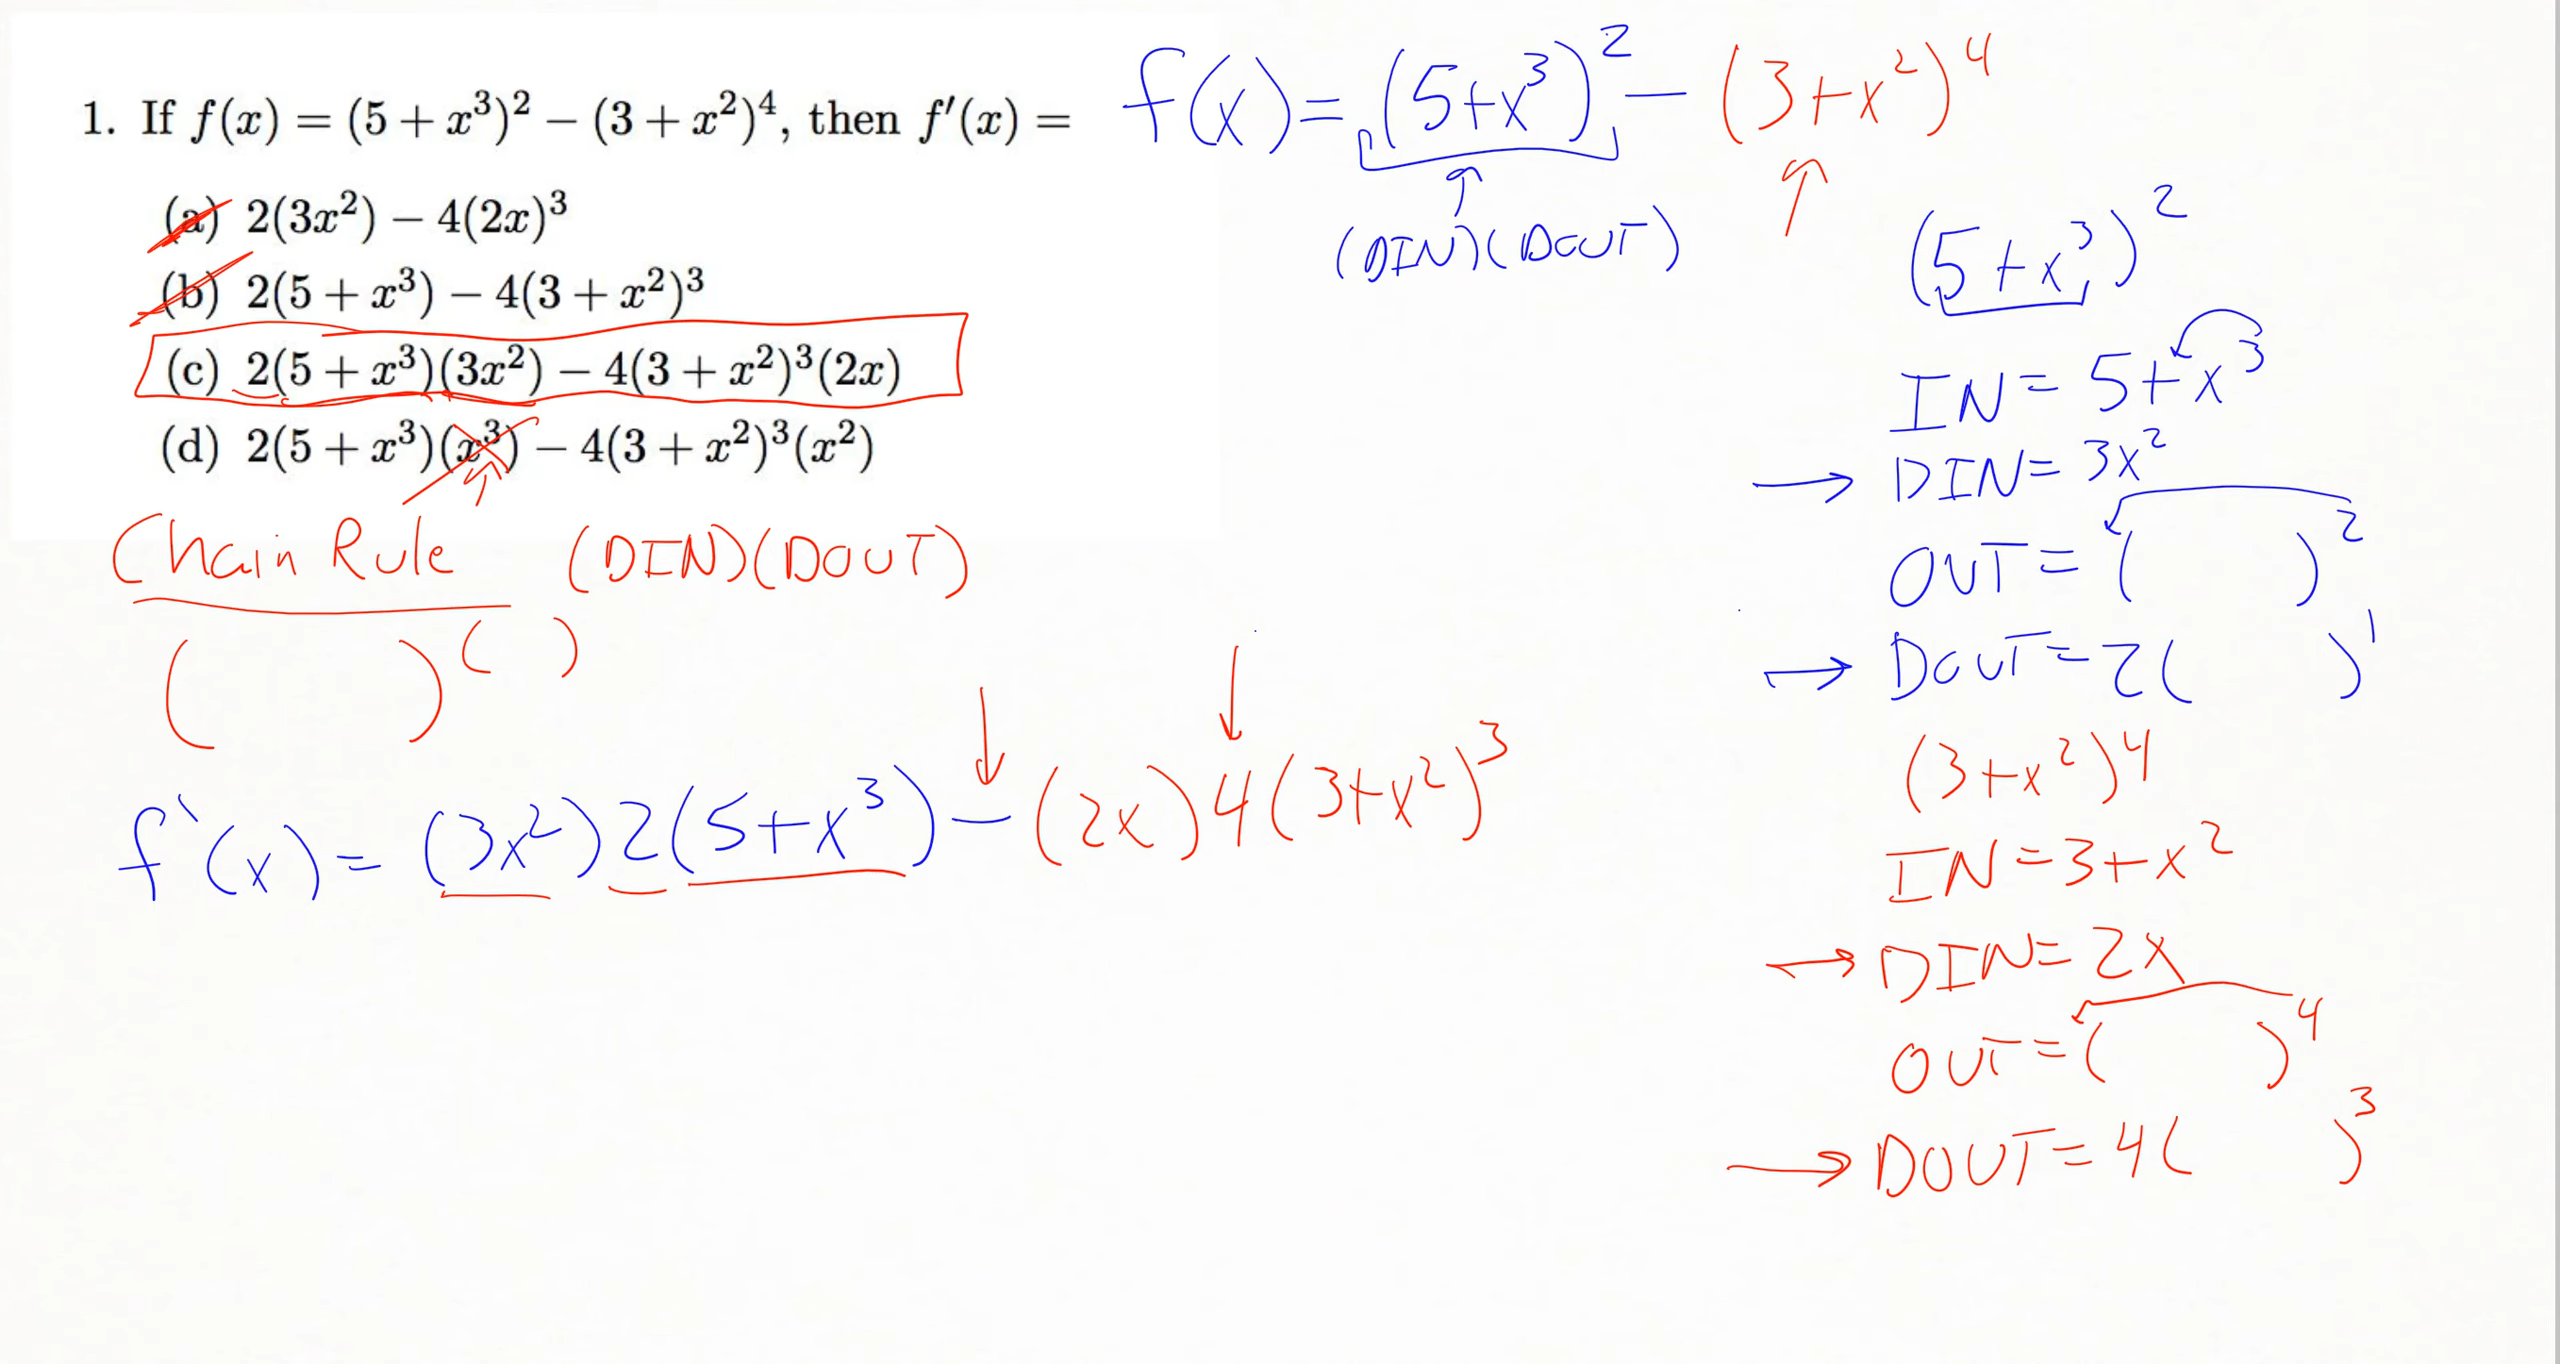 1. If f(x) = (5 + x³)² − (3 + x²)⁴, then f′(x) =
(a) 2(3x²) − 4(2x)³
(b) 2(5 + x³) − 4(3 + x²)³
(c) 2(5 + x³)(3x²) − 4(3 + x²)³(2x)
(d) 2(5 + x³)(x³) − 4(3 + x²)³(x²)
Chain Rule (DIN)(DOUT)
( )⁽ ⁾
f'(x) = (3x²)2(5+x³) − (2x)4(3+x²)³
f(x) = (5+x³)² − (3+x²)⁴
(DIN)(DOUT)
(5+x³)²
IN = 5+x³
→ DIN = 3x²
OUT = ( )²
→ DOUT = 2( )¹
(3+x²)⁴
IN = 3+x²
→ DIN = 2x
OUT = ( )⁴
→ DOUT = 4( )³